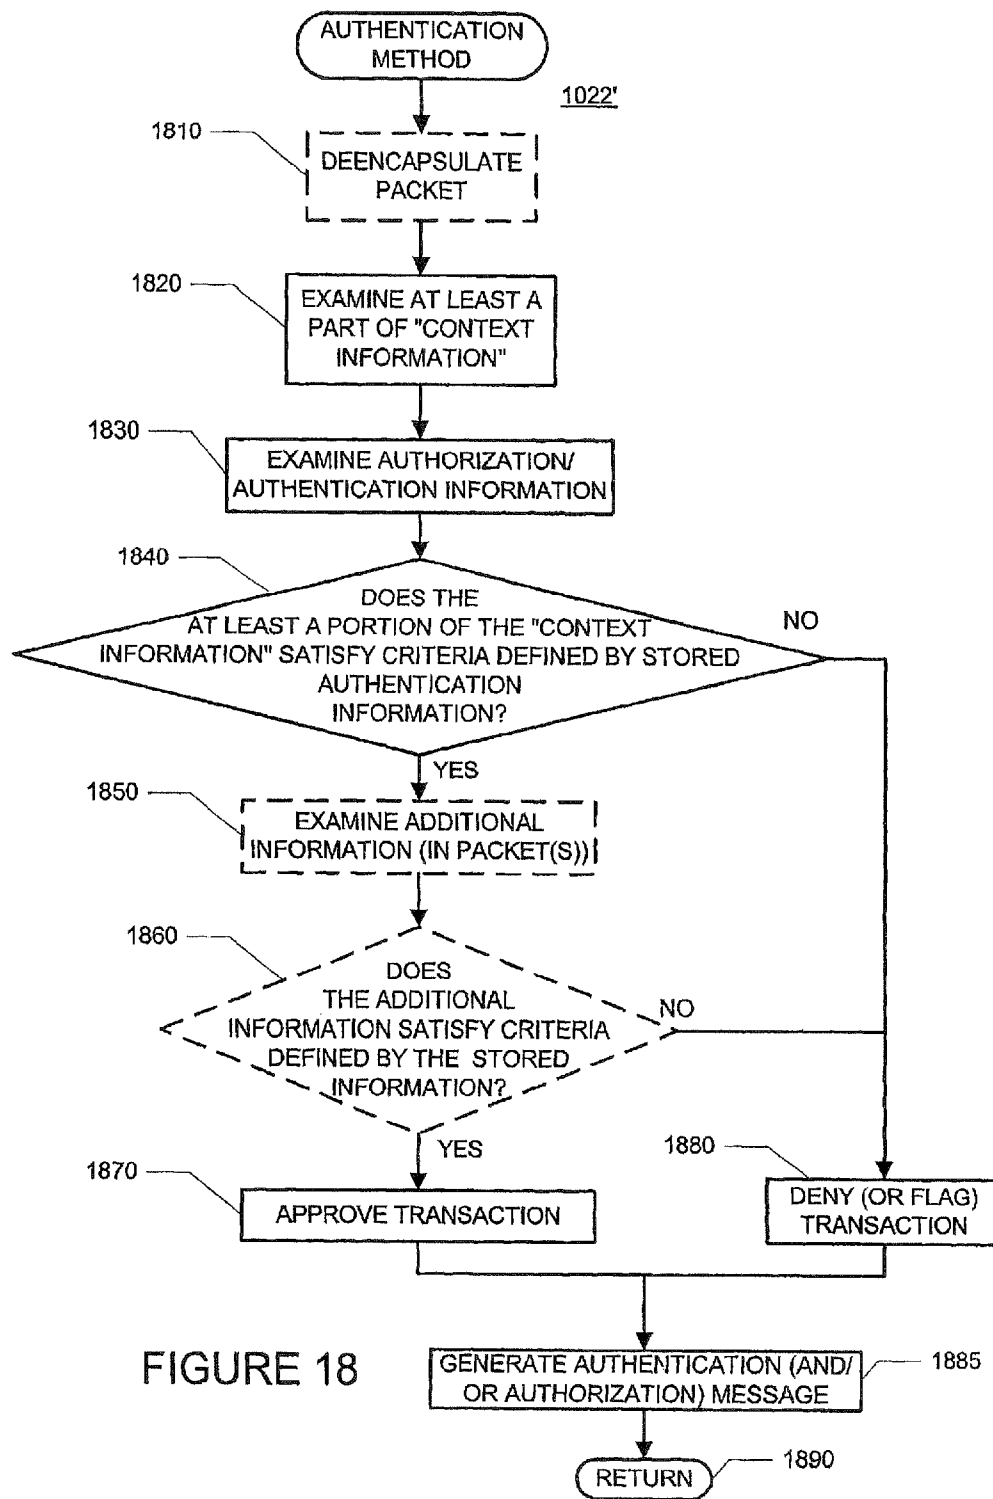 AUTHENTICATION
METHOD
1022'
1810
DEENCAPSULATE
PACKET
1820
EXAMINE AT LEAST A
PART OF "CONTEXT
INFORMATION"
1830
EXAMINE AUTHORIZATION/
AUTHENTICATION INFORMATION
1840
DOES THE
AT LEAST A PORTION OF THE "CONTEXT
INFORMATION" SATISFY CRITERIA DEFINED BY STORED
AUTHENTICATION
INFORMATION?
NO
YES
1850
EXAMINE ADDITIONAL
INFORMATION (IN PACKET(S))
1860
DOES
THE ADDITIONAL
INFORMATION SATISFY CRITERIA
DEFINED BY THE STORED
INFORMATION?
NO
YES
1870
APPROVE TRANSACTION
1880
DENY (OR FLAG)
TRANSACTION
FIGURE 18
GENERATE AUTHENTICATION (AND/
OR AUTHORIZATION) MESSAGE
1885
RETURN
1890